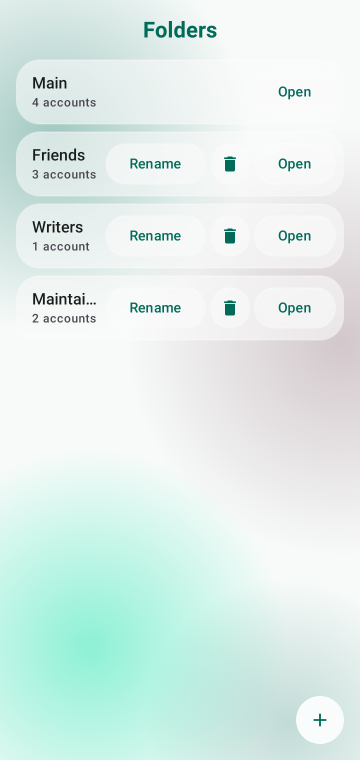 Folders
Main
4 accounts
Open
Friends
3 accounts
Rename
Open
Writers
1 account
Rename
Open
Maintai...
2 accounts
Rename
Open